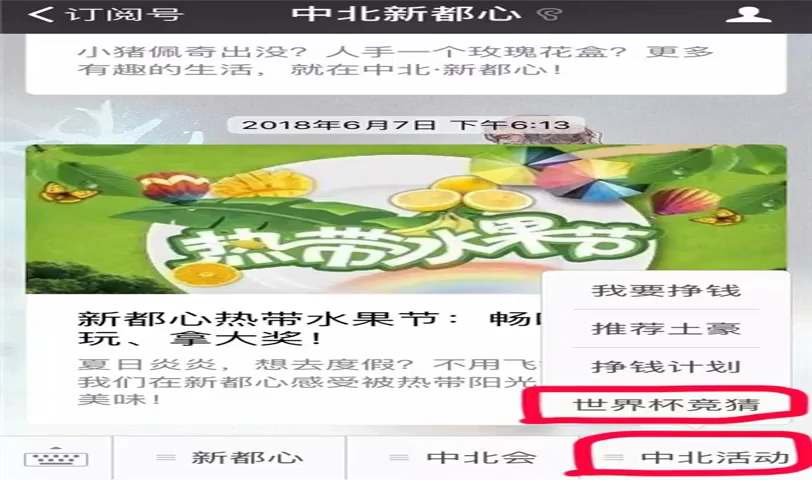 订阅号
中北新都心
小猪佩奇出没？人手一个玫瑰花盒？更多
有趣的生活，就在中北·新都心！
2018年6月7日 下午6:13
热带水果节
新都心热带水果节：畅
玩、拿大奖！
夏日炎炎，想去度假？不用飞
我们在新都心感受被热带阳光
美味！
我要挣钱
推荐土豪
挣钱计划
世界杯竞猜
新都心
中北会
中北活动